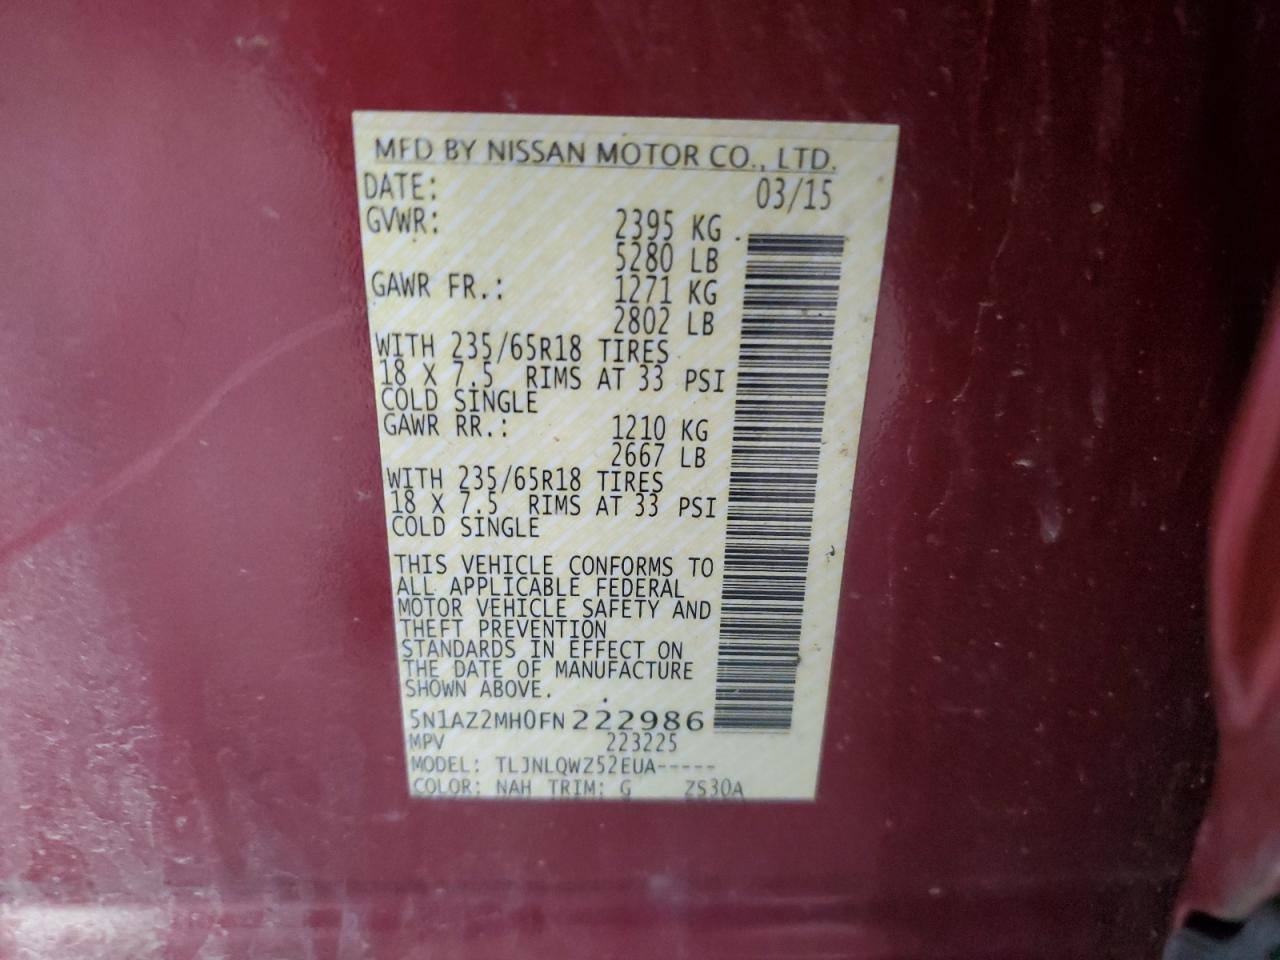 MFD BY NISSAN MOTOR CO., LTD.
DATE: 03/15
GVWR: 2395 KG
5280 LB
GAWR FR.: 1271 KG
2802 LB
WITH 235/65R18 TIRES
18 X 7.5 RIMS AT 33 PSI
COLD SINGLE
GAWR RR.: 1210 KG
2667 LB
WITH 235/65R18 TIRES
18 X 7.5 RIMS AT 33 PSI
COLD SINGLE
THIS VEHICLE CONFORMS TO
ALL APPLICABLE FEDERAL
MOTOR VEHICLE SAFETY AND
THEFT PREVENTION
STANDARDS IN EFFECT ON
THE DATE OF MANUFACTURE
SHOWN ABOVE.
5N1AZ2MH0FN222986
MPV 223225
MODEL: TLJNLQWZ52EUA-----
COLOR: NAH TRIM: G ZS30A